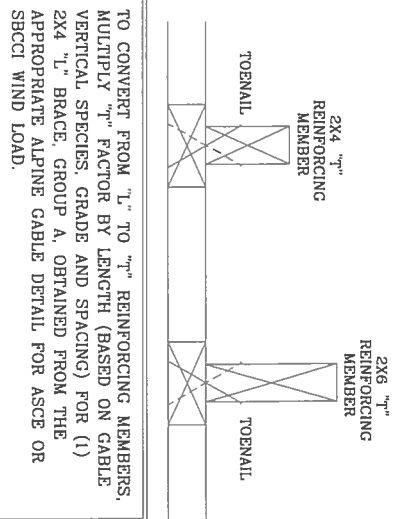 2X4 "T"
REINFORCING
MEMBER
TOENAIL
2X6 "T"
REINFORCING
MEMBER
TOENAIL
TO CONVERT FROM "L" TO "T" REINFORCING MEMBERS,
MULTIPLY "T" FACTOR BY LENGTH (BASED ON GABLE
VERTICAL SPECIES, GRADE AND SPACING) FOR (1)
2X4 "L" BRACE, GROUP A, OBTAINED FROM THE
APPROPRIATE ALPINE GABLE DETAIL FOR ASCE OR
SBCCI WIND LOAD.